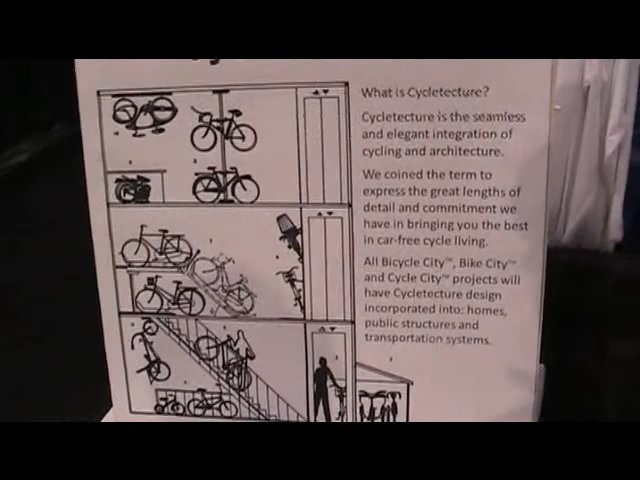 What is Cycletecture?
Cycletecture is the seamless
and elegant integration of
cycling and architecture.
We coined the term to
express the great lengths of
detail and commitment we
have in bringing you the best
in car-free cycle living.
All Bicycle City™, Bike City™
and Cycle City™ projects will
have Cycletecture design
incorporated into: homes,
public structures and
transportation systems.